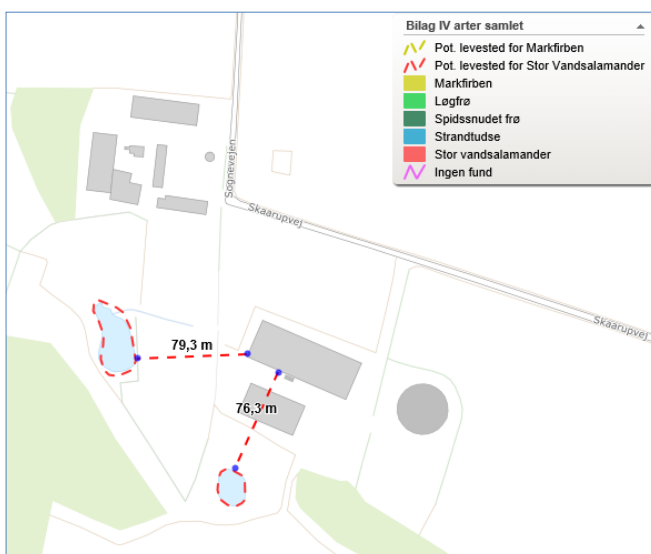 Bilag IV arter samlet
Pot. levested for Markfirben
Pot. levested for Stor Vandsalamander
Markfirben
Løgfrø
Spidssnudet frø
Strandtudse
Stor vandsalamander
Ingen fund
Sognevejen
Skaarupvej
Skaarupvej
79,3 m
76,3 m